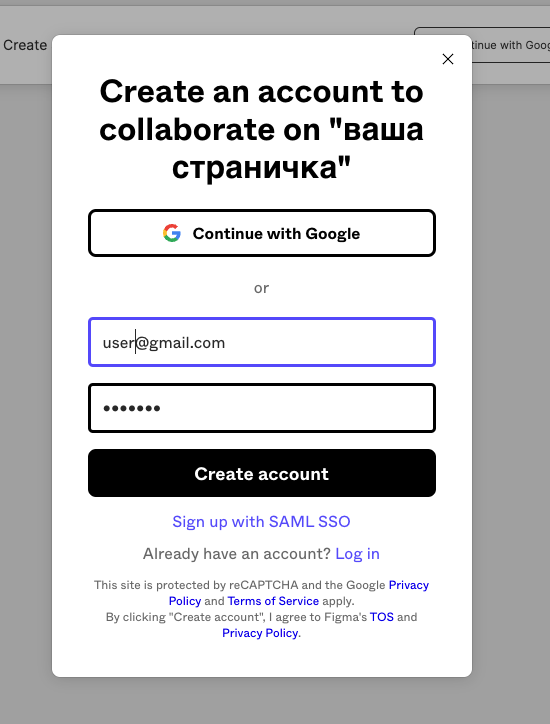 Create
tinue with Goog
Create an account to
collaborate on "ваша
страничка"
Continue with Google
or
user@gmail.com
•••••••
Create account
Sign up with SAML SSO
Already have an account? Log in
This site is protected by reCAPTCHA and the Google Privacy
Policy and Terms of Service apply.
By clicking "Create account", I agree to Figma's TOS and
Privacy Policy.